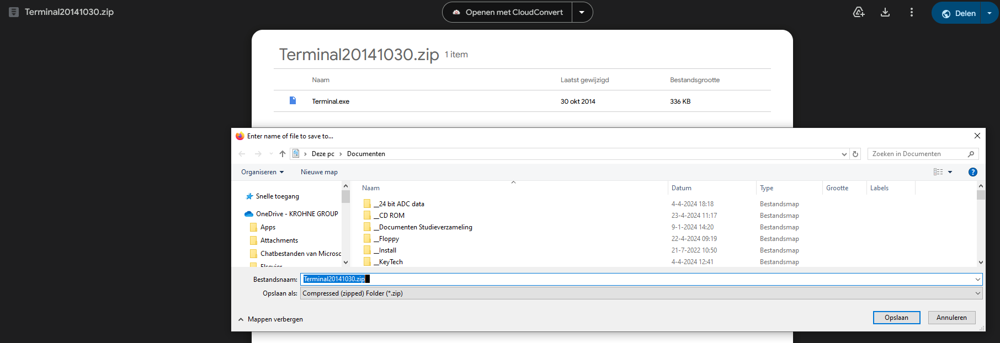 Terminal20141030.zip
Openen met CloudConvert
Delen
Terminal20141030.zip 1 item
Naam Laatst gewijzigd Bestandsgrootte
Terminal.exe 30 okt 2014 336 KB
Enter name of file to save to...
Deze pc › Documenten
Zoeken in Documenten
Organiseren Nieuwe map
?
Snelle toegang
OneDrive - KROHNE GROUP
Apps
Attachments
Chatbestanden van Microsc
Elsevier
Naam Datum Type Grootte Labels
__24 bit ADC data 4-4-2024 18:18 Bestandsmap
__CD ROM 23-4-2024 11:17 Bestandsmap
__Documenten Studieverzameling 9-1-2024 14:20 Bestandsmap
__Floppy 22-4-2024 09:19 Bestandsmap
__Install 21-7-2022 10:50 Bestandsmap
__KeyTech 4-4-2024 12:41 Bestandsmap
Bestandsnaam: Terminal20141030.zip
Opslaan als: Compressed (zipped) Folder (*.zip)
Mappen verbergen
Opslaan Annuleren